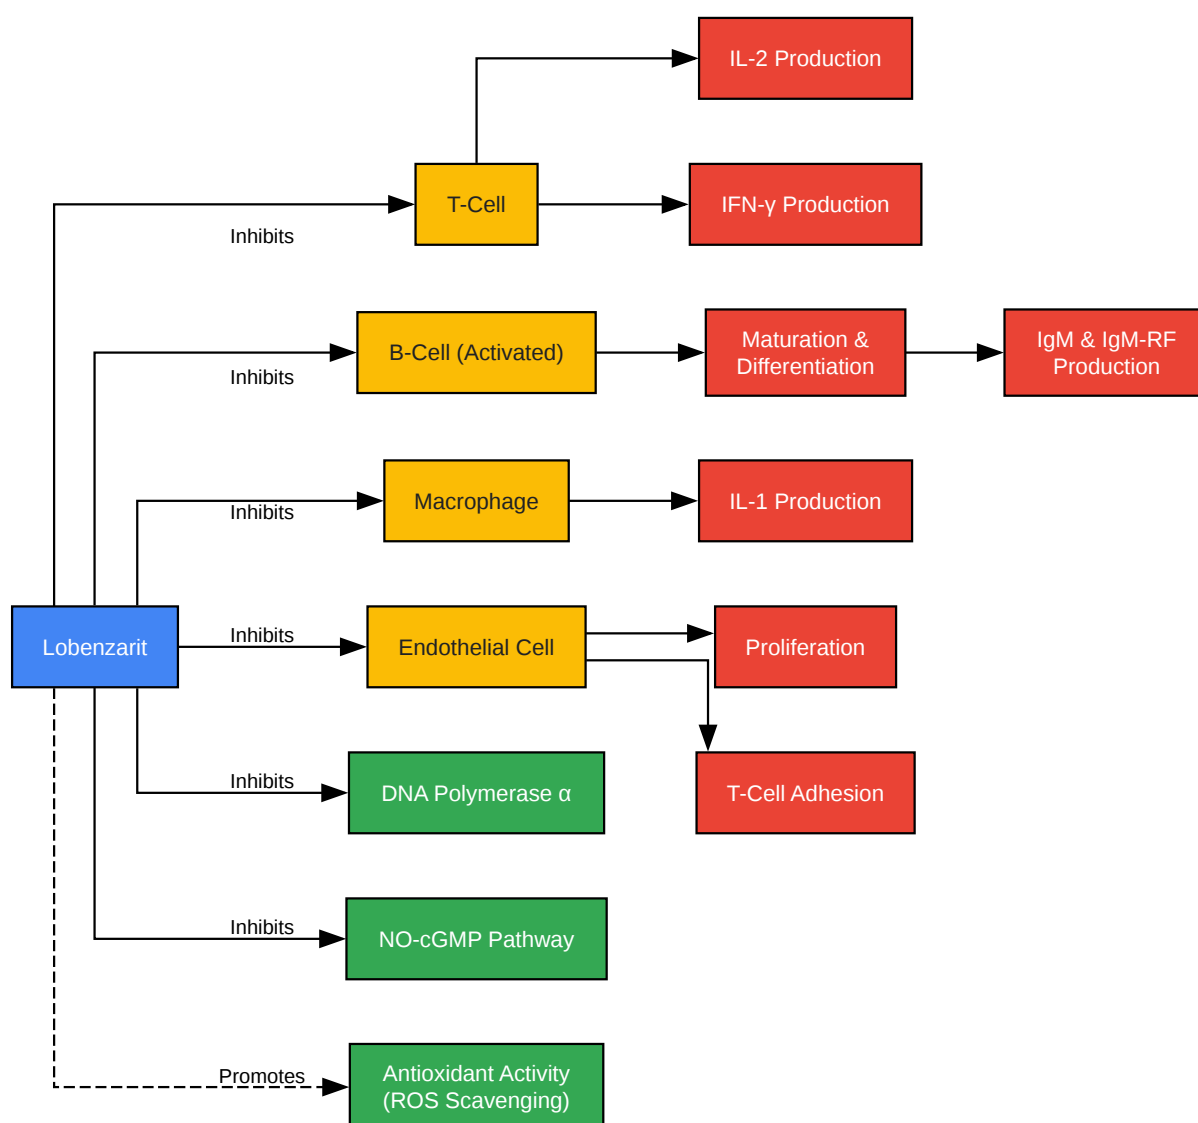 IL-2 Production
T-Cell
IFN-γ Production
Inhibits
B-Cell (Activated)
Maturation &
Differentiation
IgM & IgM-RF
Production
Inhibits
Macrophage
IL-1 Production
Inhibits
Lobenzarit
Inhibits
Endothelial Cell
Proliferation
Inhibits
DNA Polymerase α
T-Cell Adhesion
Inhibits
NO-cGMP Pathway
Promotes
Antioxidant Activity
(ROS Scavenging)